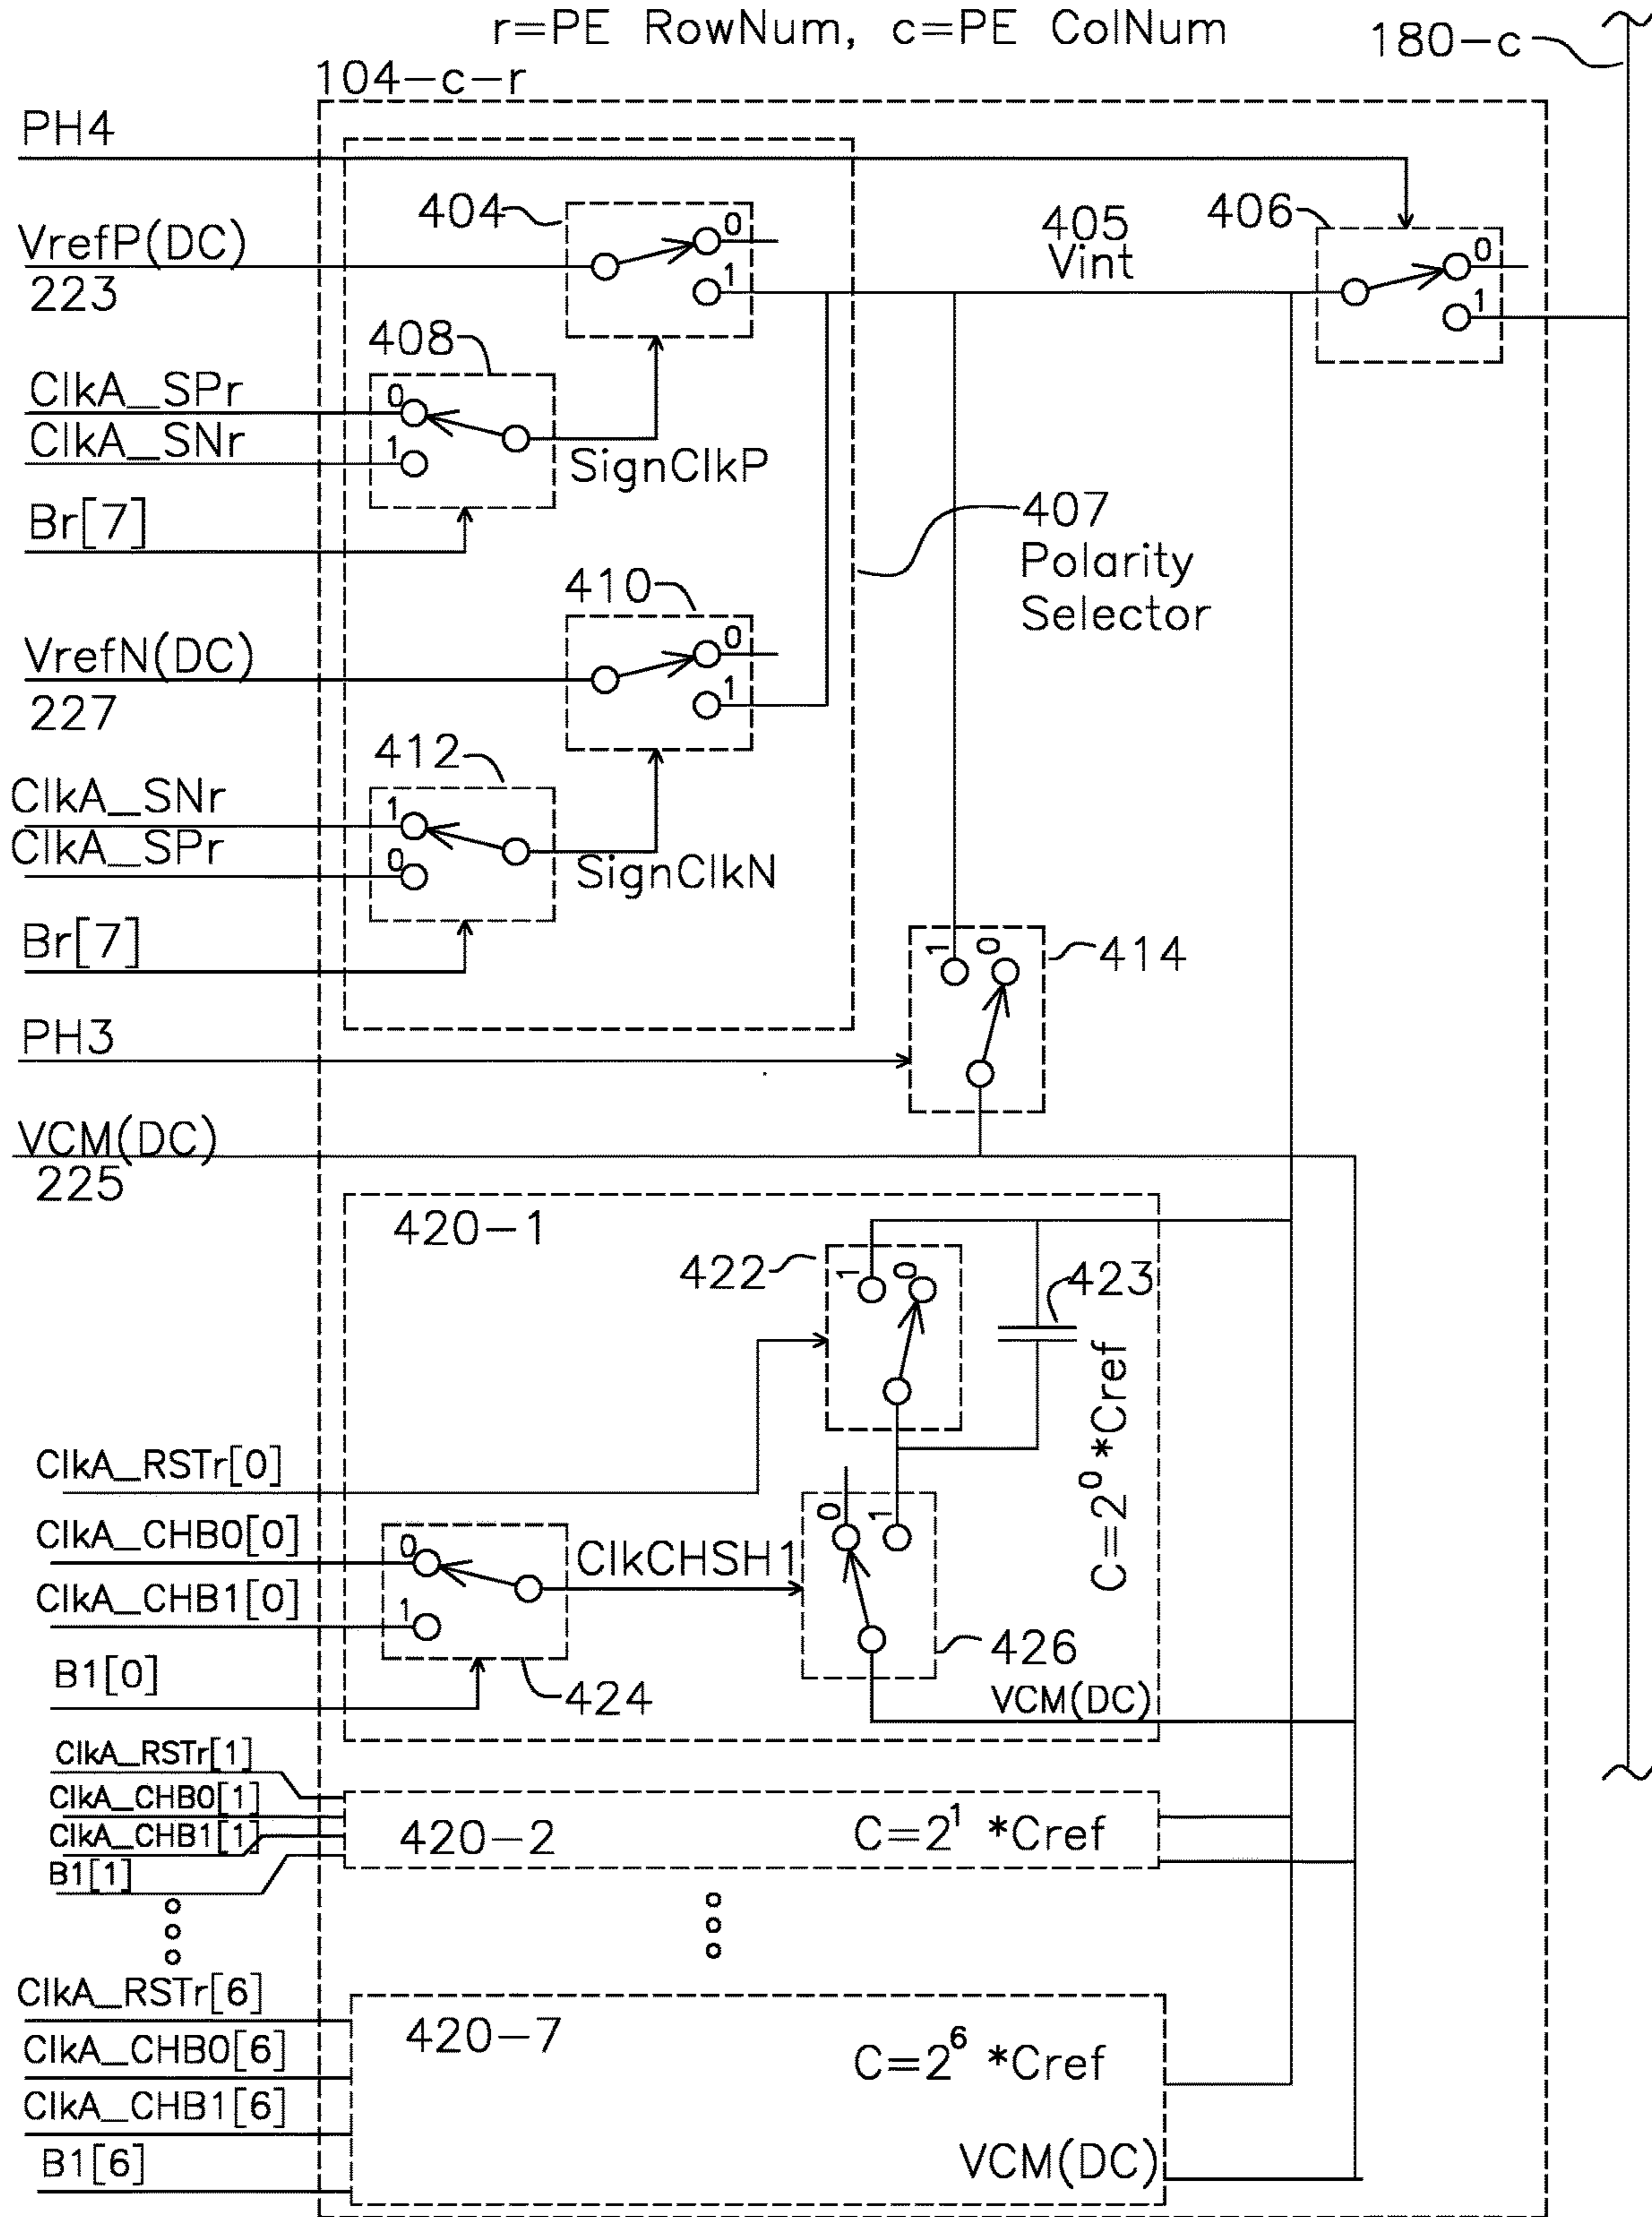 r=PE RowNum, c=PE ColNum
180-c
104-c-r
PH4
404
0
1
VrefP(DC)
223
405
Vint
406
0
1
408
ClkA_SPr
0
ClkA_SNr
1
SignClkP
Br[7]
407
Polarity
Selector
410
0
1
VrefN(DC)
227
412
ClkA_SNr
1
ClkA_SPr
0
SignClkN
Br[7]
1 0
414
PH3
VCM(DC)
225
420-1
422
1 0
423
C=2^0 *Cref
ClkA_RSTr[0]
ClkA_CHB0[0]
0
ClkCHSH1
0 1
ClkA_CHB1[0]
1
426
B1[0]
424
VCM(DC)
ClkA_RSTr[1]
ClkA_CHB0[1]
ClkA_CHB1[1]
420-2 C=2^1 *Cref
B1[1]
ClkA_RSTr[6]
420-7 C=2^6 *Cref
ClkA_CHB0[6]
ClkA_CHB1[6]
B1[6]
VCM(DC)